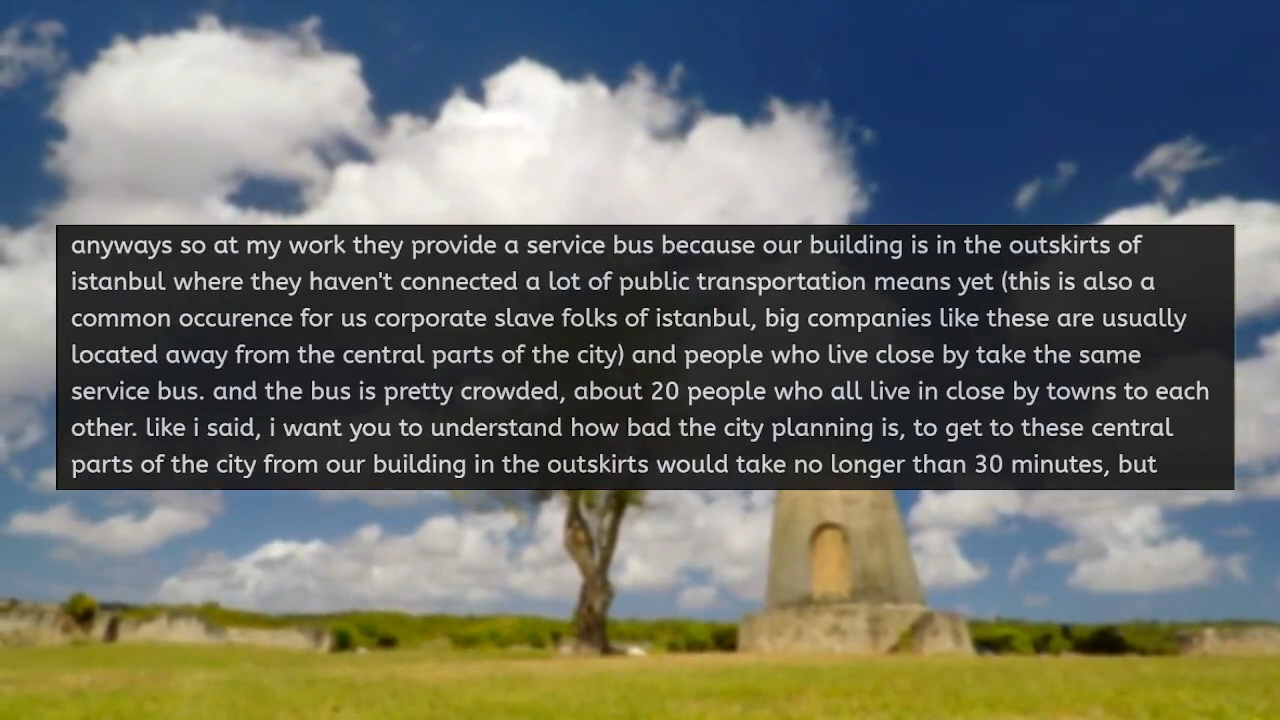 anyways so at my work they provide a service bus because our building is in the outskirts of
istanbul where they haven't connected a lot of public transportation means yet (this is also a
common occurence for us corporate slave folks of istanbul, big companies like these are usually
located away from the central parts of the city) and people who live close by take the same
service bus. and the bus is pretty crowded, about 20 people who all live in close by towns to each
other. like i said, i want you to understand how bad the city planning is, to get to these central
parts of the city from our building in the outskirts would take no longer than 30 minutes, but